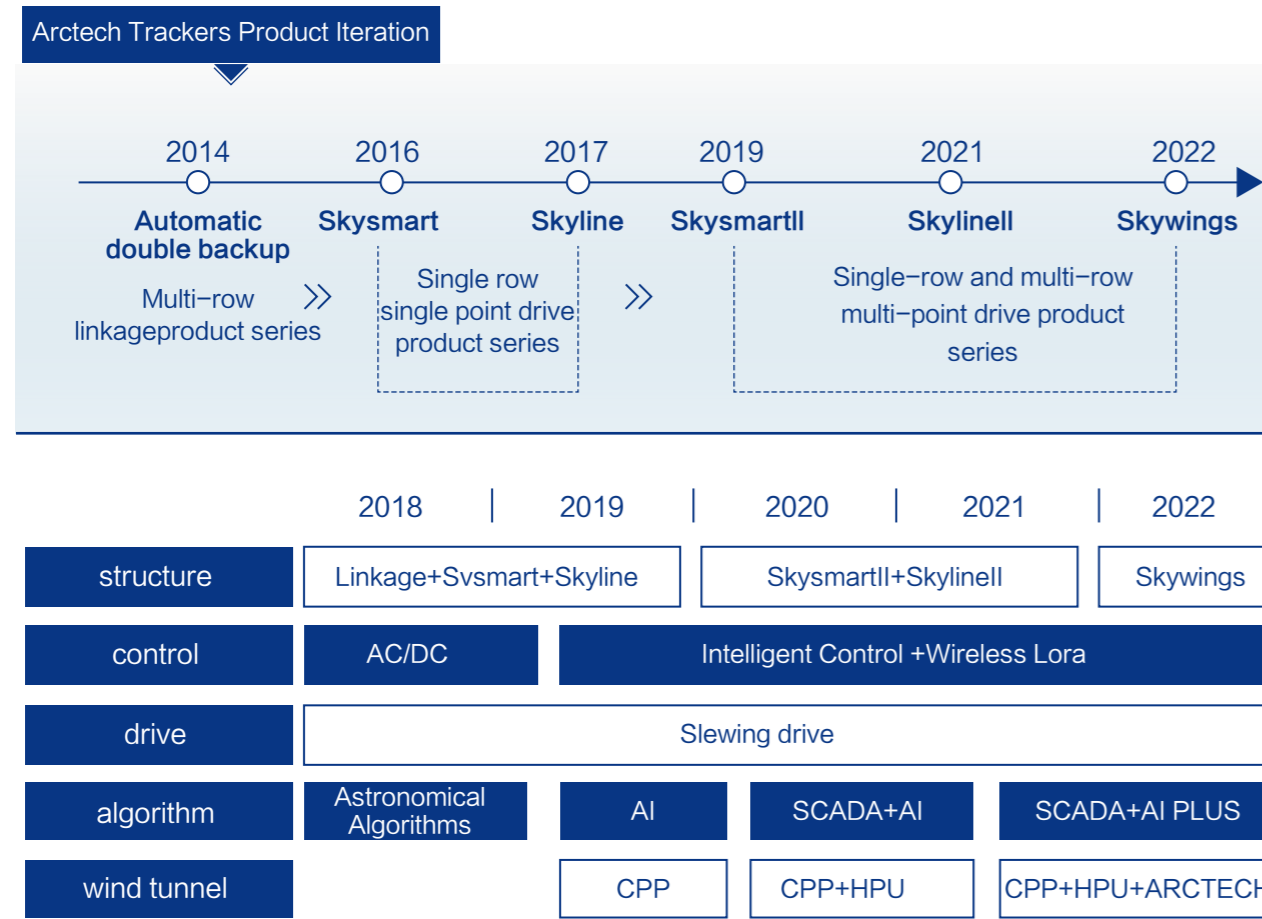 Arctech Trackers Product Iteration
2014
2016
2017
2019
2021
2022
Automatic
double backup
Skysmart
Skyline
SkysmartII
SkylineII
Skywings
Multi-row
linkageproduct series
>>
Single row
single point drive
product series
>>
Single-row and multi-row
multi-point drive product
series
2018 | 2019 | 2020 | 2021 | 2022
structure
Linkage+Svsmart+Skyline
SkysmartII+SkylineII
Skywings
control
AC/DC
Intelligent Control +Wireless Lora
drive
Slewing drive
algorithm
Astronomical
Algorithms
AI
SCADA+AI
SCADA+AI PLUS
wind tunnel
CPP
CPP+HPU
CPP+HPU+ARCTECH